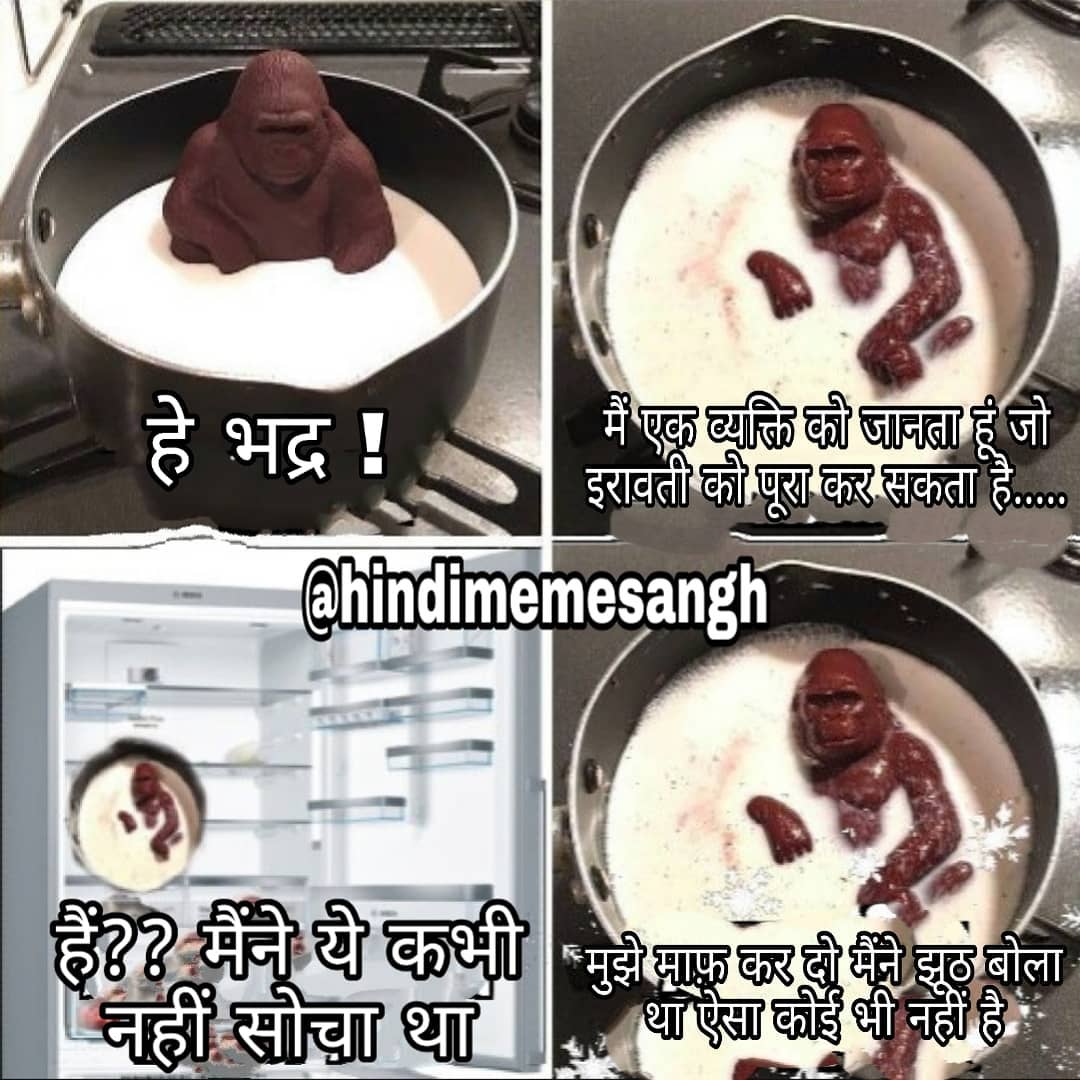 हे भद्र !
मैं एक व्यक्ति को जानता हूं जो
इरावती को पूरा कर सकता है.....
@hindimemesangh
हैं?? मैंने ये कभी
नहीं सोचा था
मुझे माफ़ कर दो मैंने झूठ बोला
था ऐसा कोई भी नहीं है